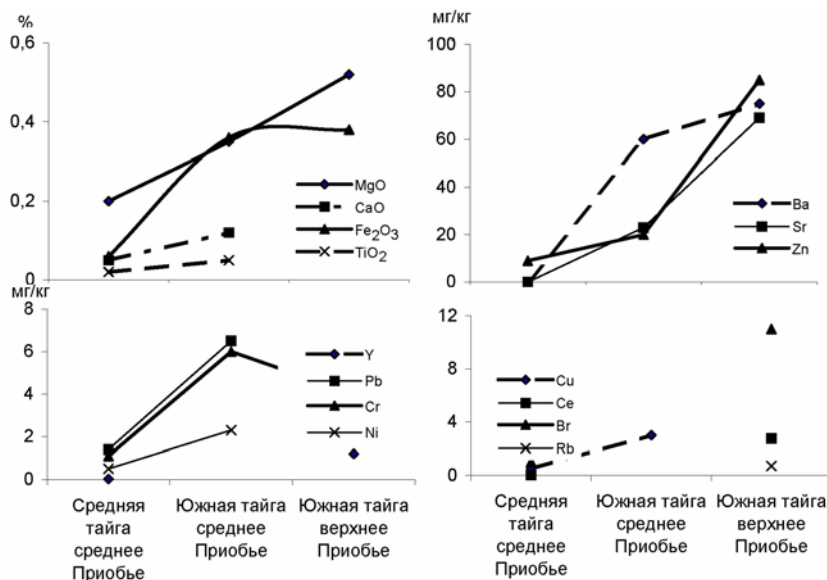 %
0,6
0,4
0,2
0
MgO
CaO
Fe2O3
TiO2
мг/кг
100
80
60
40
20
0
Ba
Sr
Zn
мг/кг
8
6
4
2
0
Y
Pb
Cr
Ni
Средняя
тайга
среднее
Приобье
Южная тайга
среднее
Приобье
Южная тайга
верхнее
Приобье
12
8
4
0
Cu
Ce
Br
Rb
Средняя
тайга
среднее
Приобье
Южная тайга
среднее
Приобье
Южная тайга
верхнее
Приобье